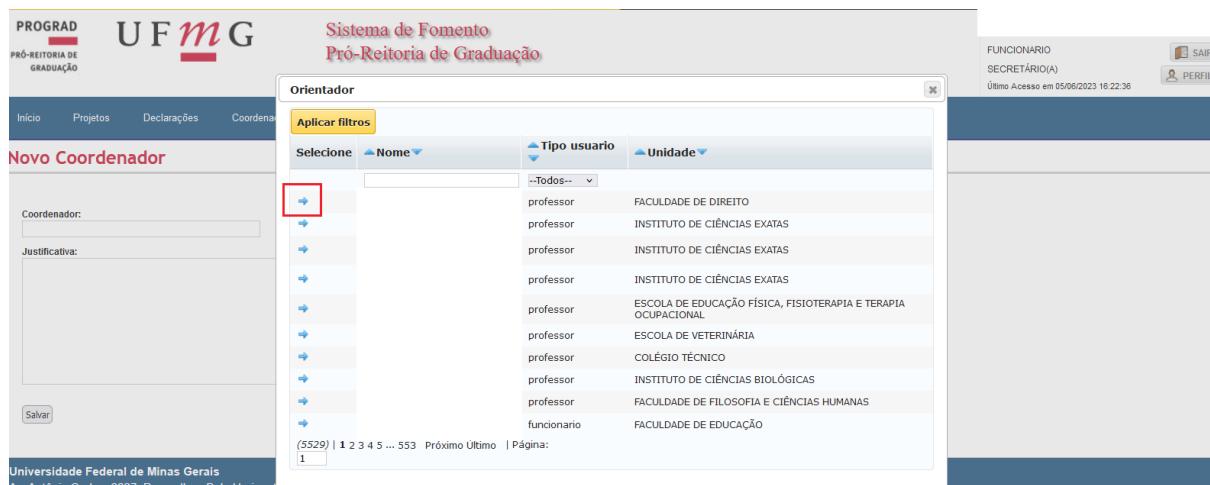 PROGRAD
PRÓ-REITORIA DE
GRADUAÇÃO
UFmG
Sistema de Fomento
Pró-Reitoria de Graduação
FUNCIONARIO
SECRETÁRIO(A)
Último Acesso em 05/06/2023 16:22:36
SAIR
PERFIL
Início Projetos Declarações
Novo Coordenador
Coordenador:
Justificativa:
Salvar
Orientador
Aplicar filtros
Selecione Nome Tipo usuario Unidade
--Todos--
professor FACULDADE DE DIREITO
professor INSTITUTO DE CIÊNCIAS EXATAS
professor INSTITUTO DE CIÊNCIAS EXATAS
professor INSTITUTO DE CIÊNCIAS EXATAS
professor ESCOLA DE EDUCAÇÃO FÍSICA, FISIOTERAPIA E TERAPIA
OCUPACIONAL
professor ESCOLA DE VETERINÁRIA
professor COLÉGIO TÉCNICO
professor INSTITUTO DE CIÊNCIAS BIOLÓGICAS
professor FACULDADE DE FILOSOFIA E CIÊNCIAS HUMANAS
funcionario FACULDADE DE EDUCAÇÃO
(5529) | 1 2 3 4 5 ... 553 Próximo Último | Página:
1
Universidade Federal de Minas Gerais